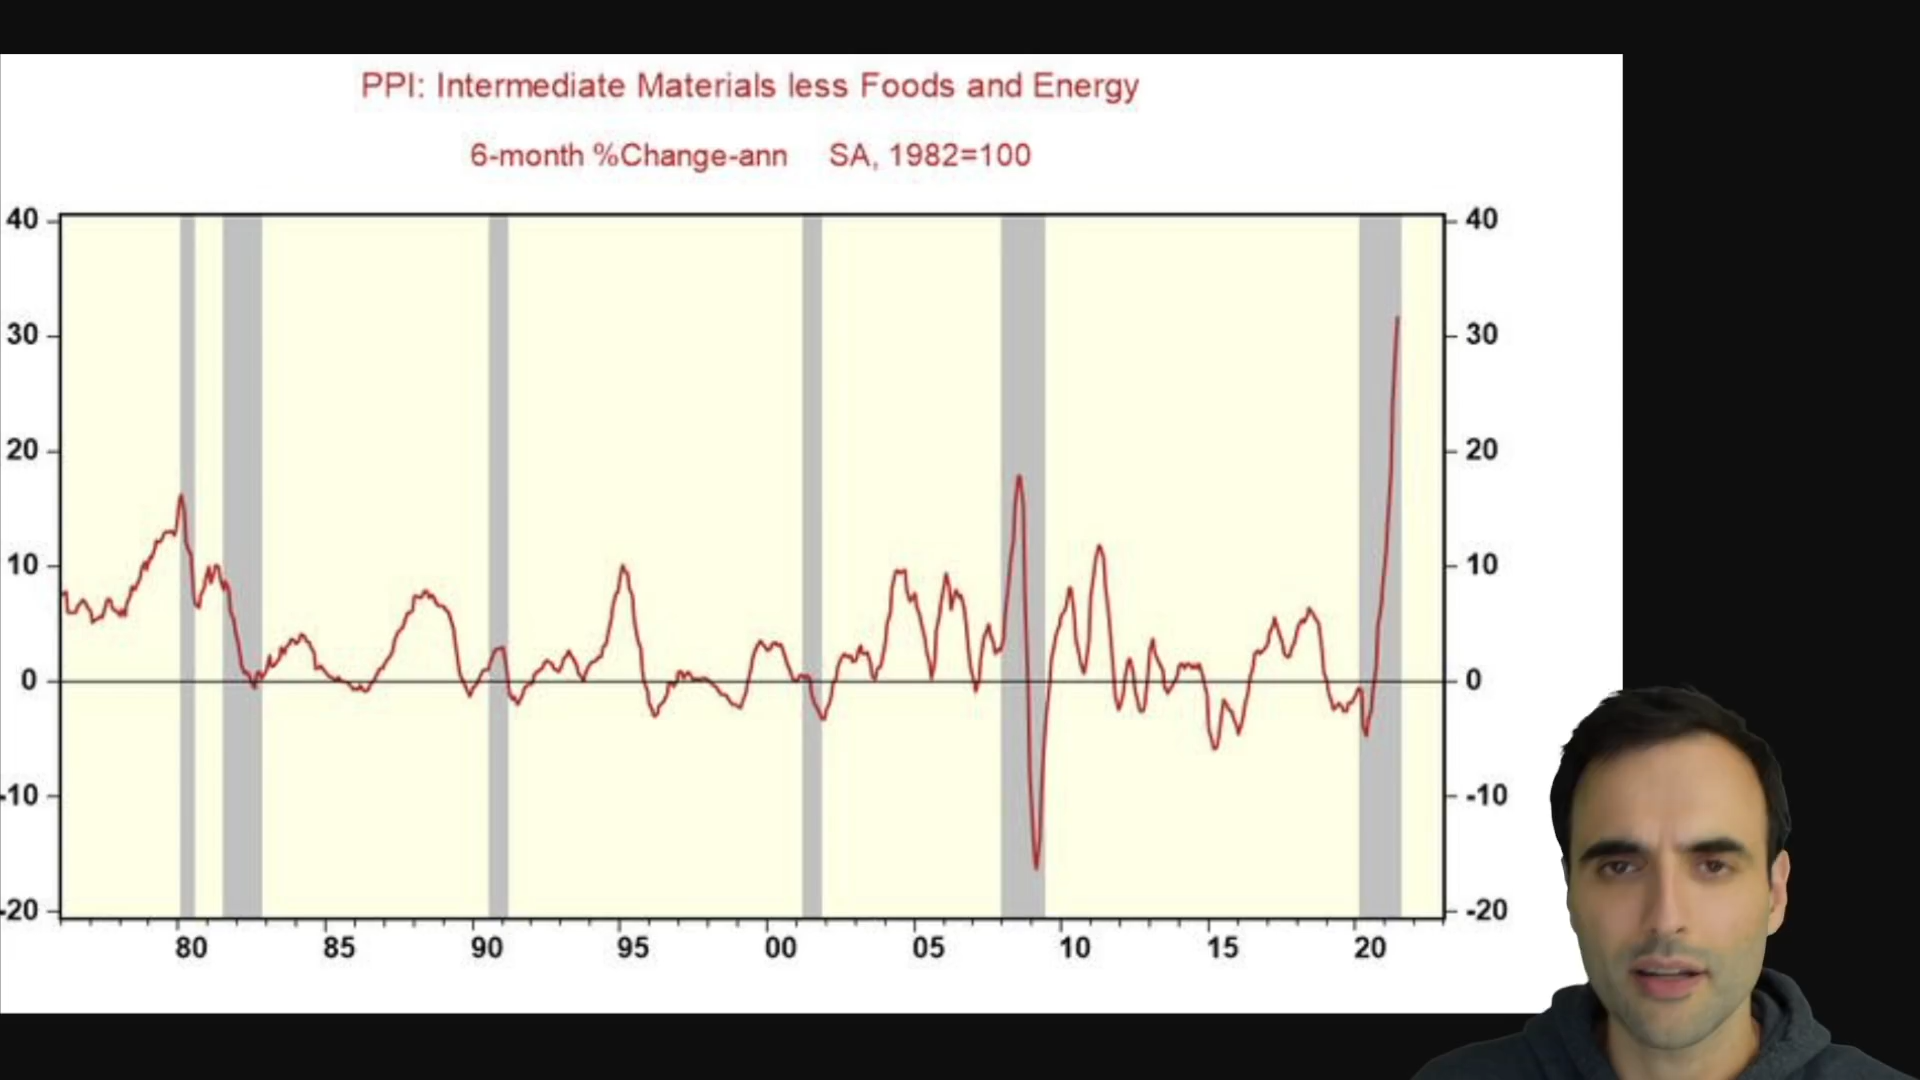 PPI: Intermediate Materials less Foods and Energy
6-month %Change-ann SA, 1982=100
40 40
30 30
20 20
10 10
0 0
-10 -10
-20 -20
80 85 90 95 00 05 10 15 20